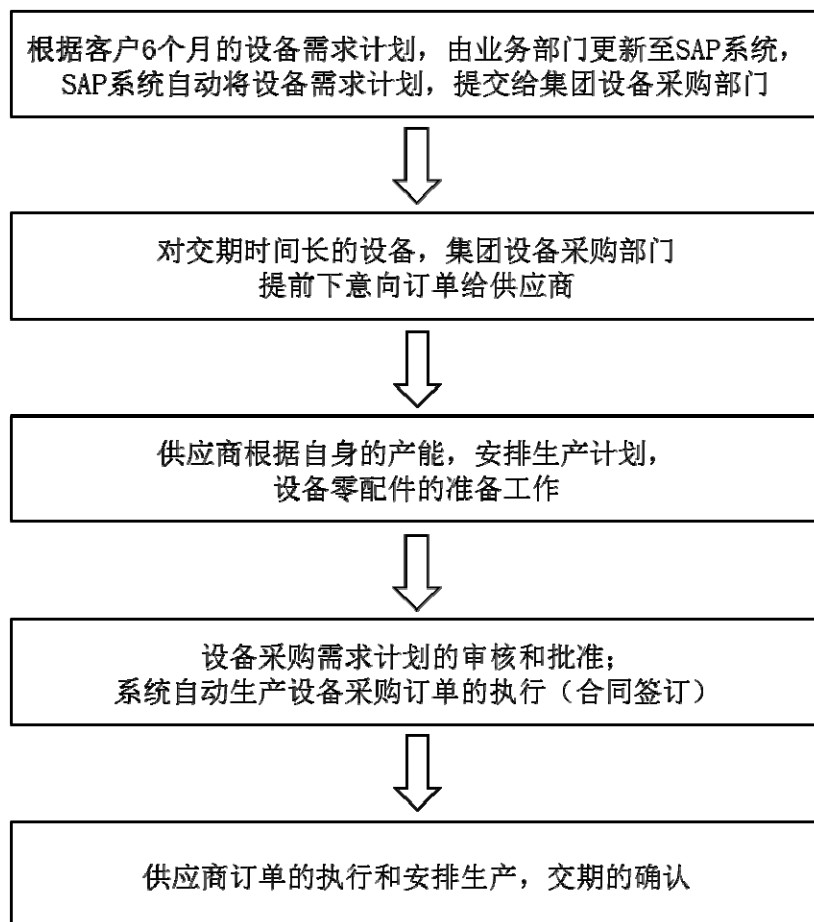 根据客户6个月的设备需求计划，由业务部门更新至SAP系统，
SAP系统自动将设备需求计划，提交给集团设备采购部门
对交期时间长的设备，集团设备采购部门
提前下意向订单给供应商
供应商根据自身的产能，安排生产计划，
设备零配件的准备工作
设备采购需求计划的审核和批准；
系统自动生产设备采购订单的执行（合同签订）
供应商订单的执行和安排生产，交期的确认